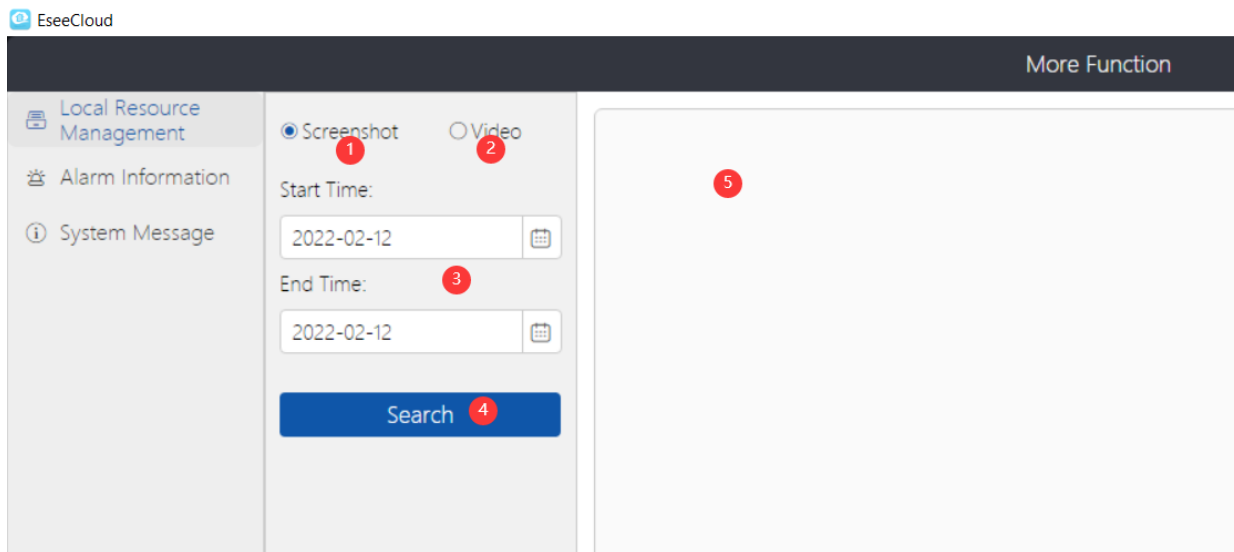 EseeCloud
More Function
Local Resource
Management
Alarm Information
System Message
Screenshot
Video
1
2
Start Time:
2022-02-12
End Time:
3
2022-02-12
Search
4
5